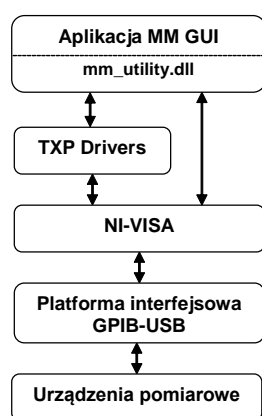 Aplikacja MM GUI
mm_utility.dll
TXP Drivers
NI-VISA
Platforma interfejsowa
GPIB-USB
Urządzenia pomiarowe